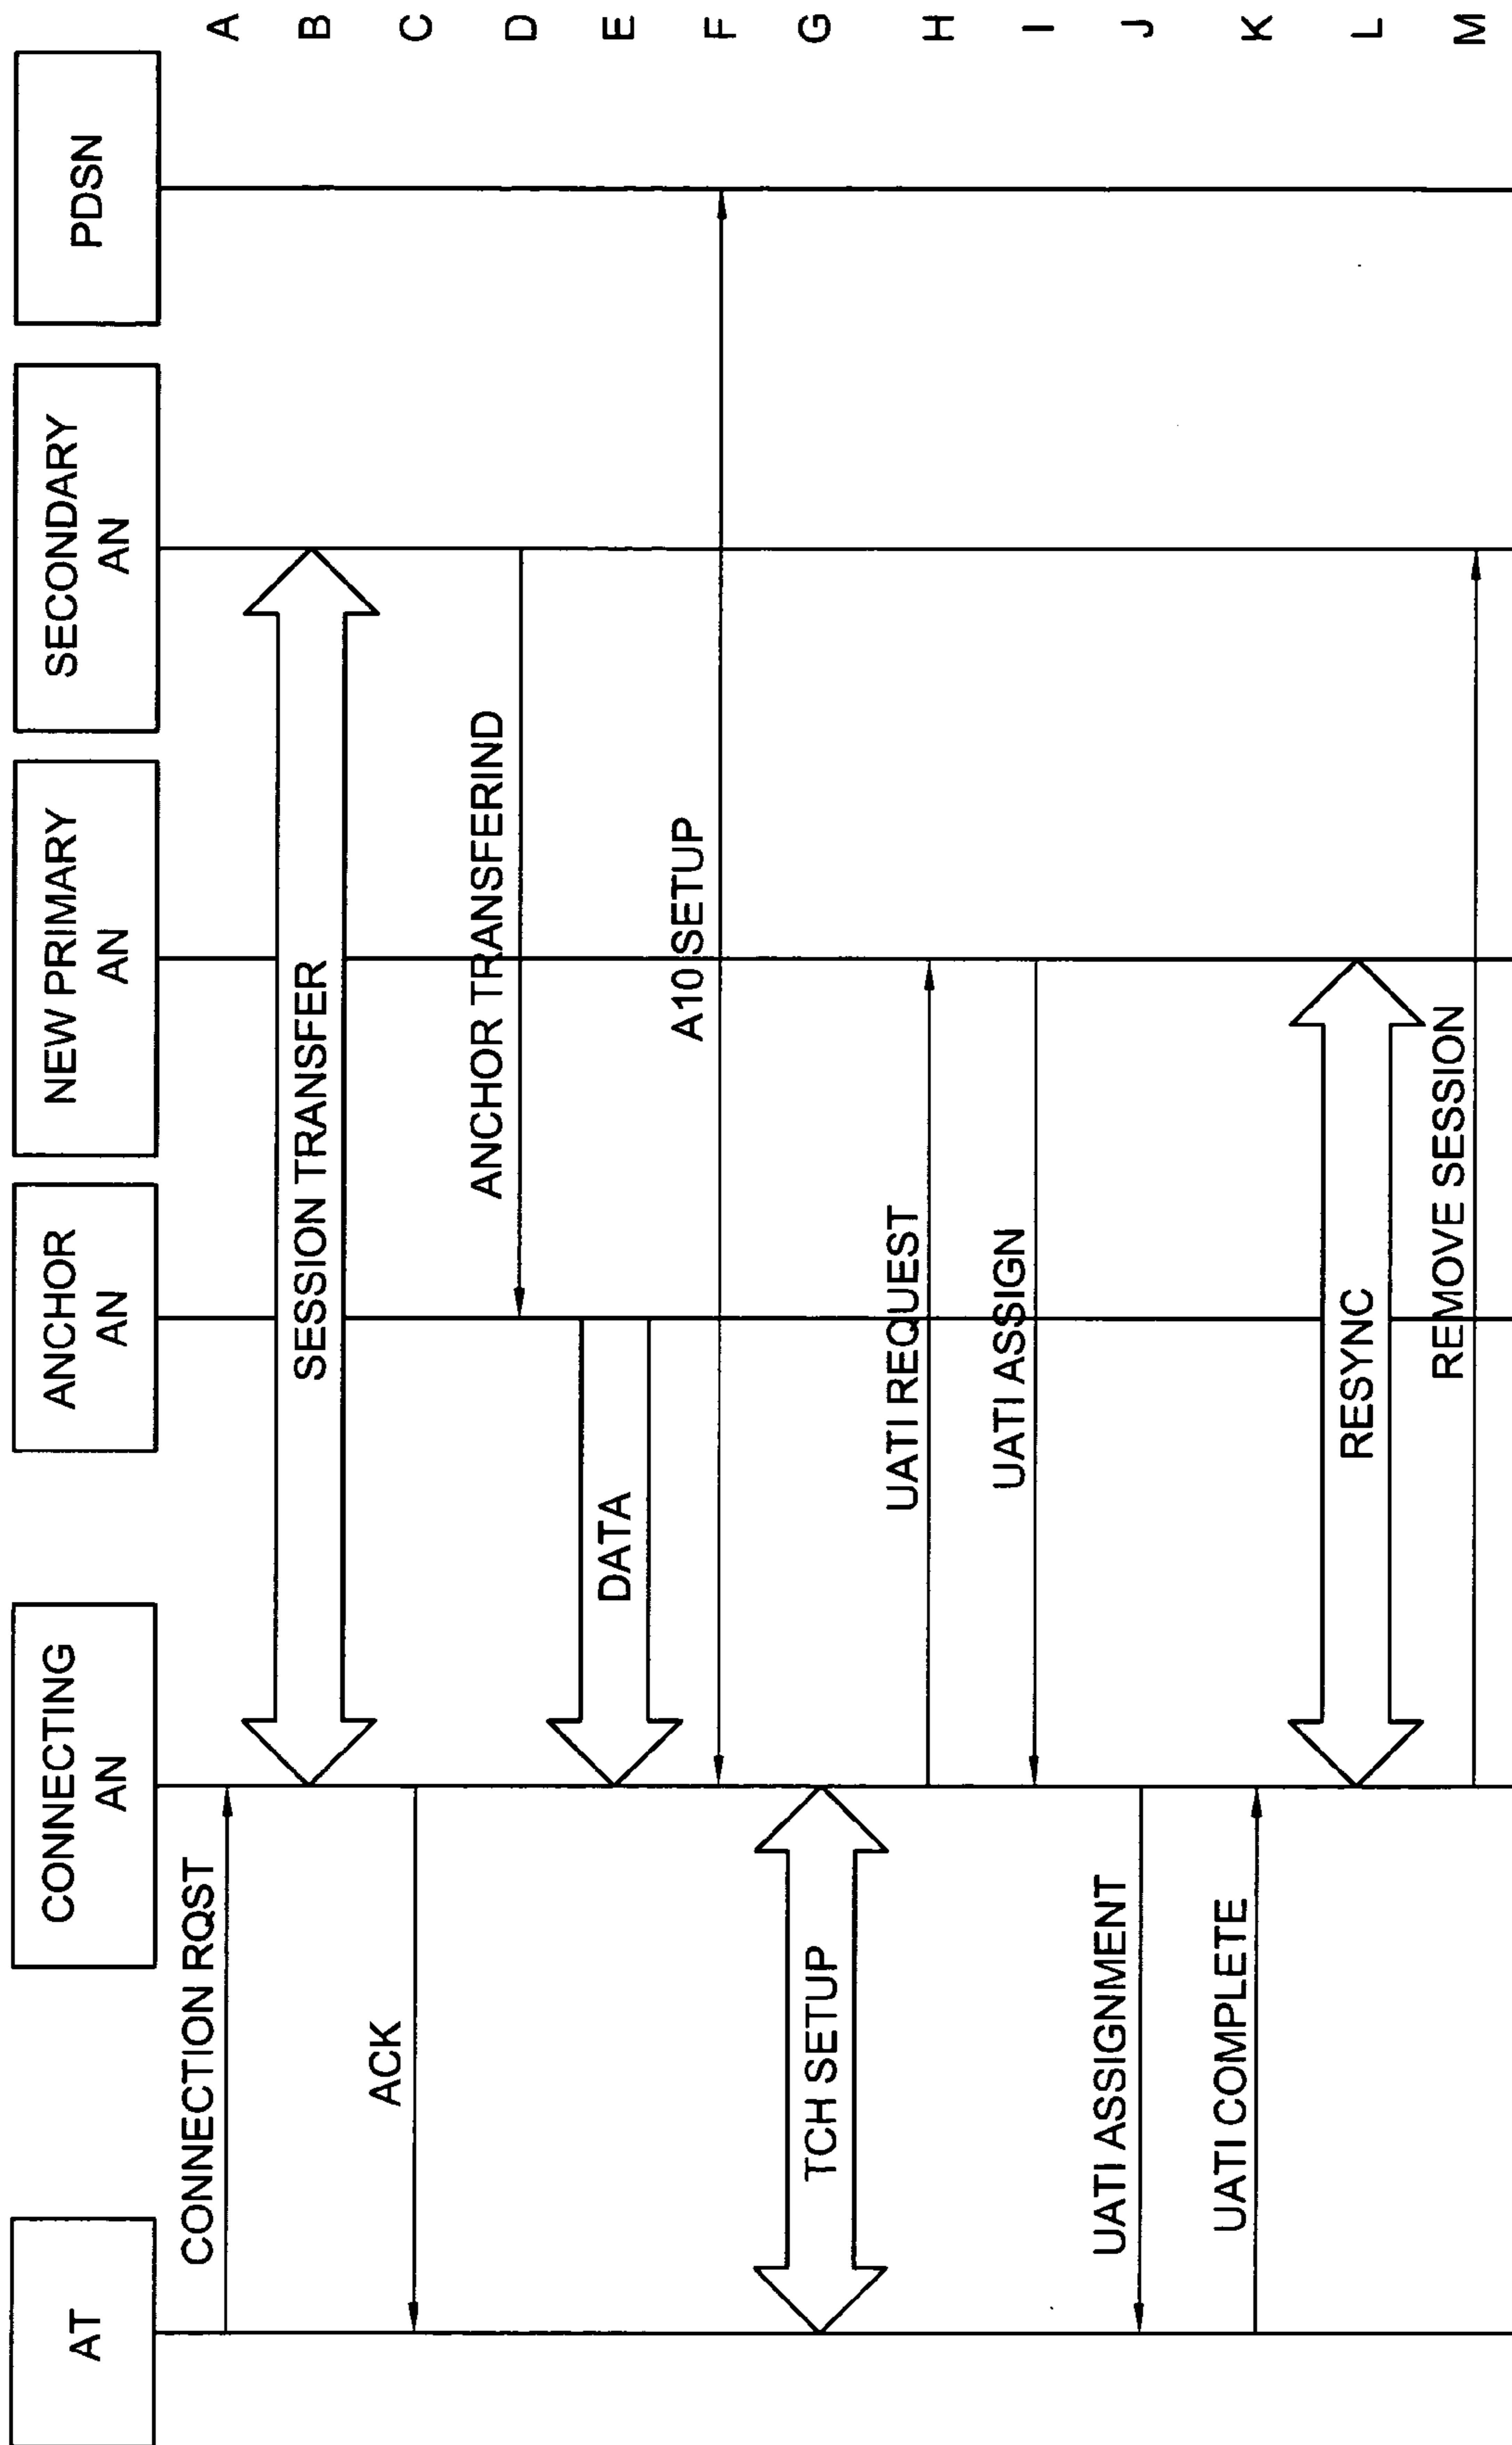 AT
CONNECTING
AN
ANCHOR
AN
NEW PRIMARY
AN
SECONDARY
AN
PDSN
CONNECTION RQST
A
SESSION TRANSFER
B
ACK
C
ANCHOR TRANSFERIND
D
DATA
E
A10 SETUP
F
TCH SETUP
G
UATI REQUEST
H
UATI ASSIGN
I
UATI ASSIGNMENT
J
UATI COMPLETE
K
RESYNC
L
REMOVE SESSION
M